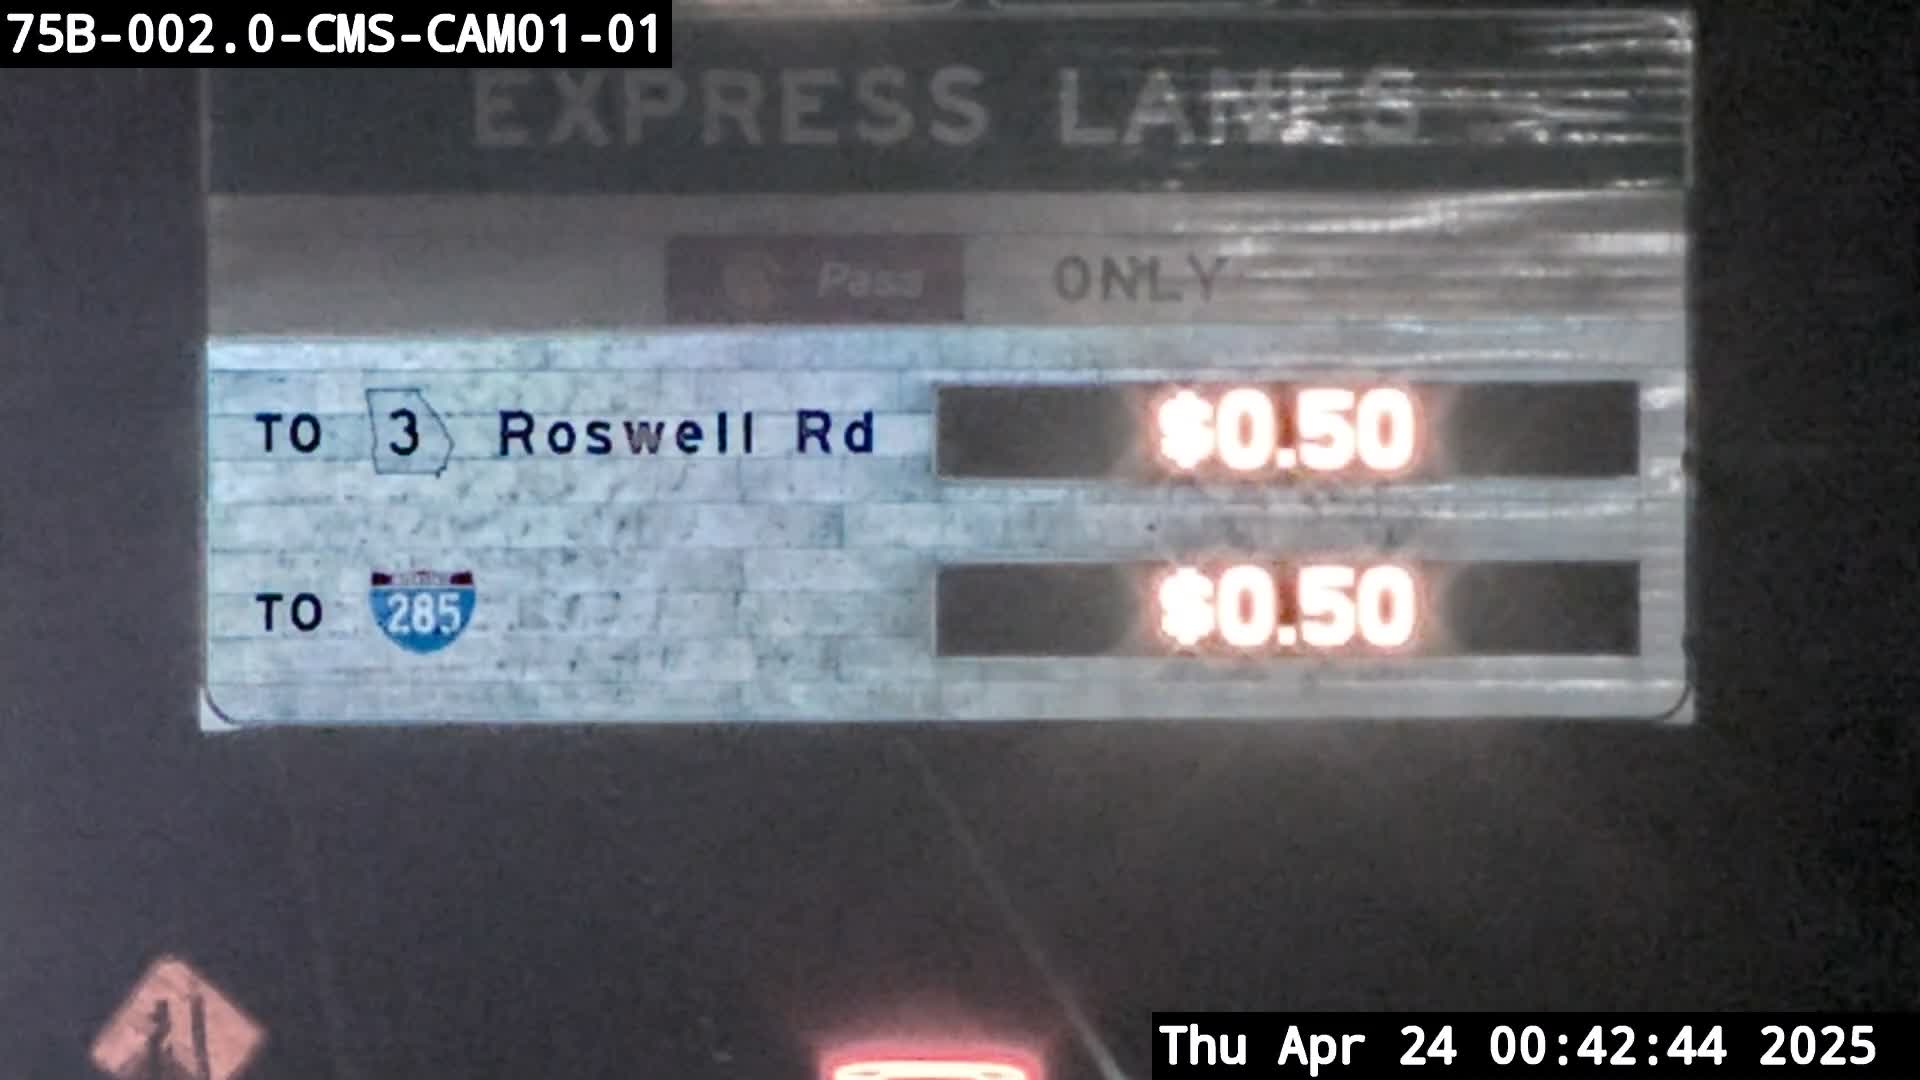 75B-002.0-CMS-CAM01-01
EXPRESS LANES
Pass ONLY
TO 3 Roswell Rd $0.50
TO 285 $0.50
Thu Apr 24 00:42:44 2025